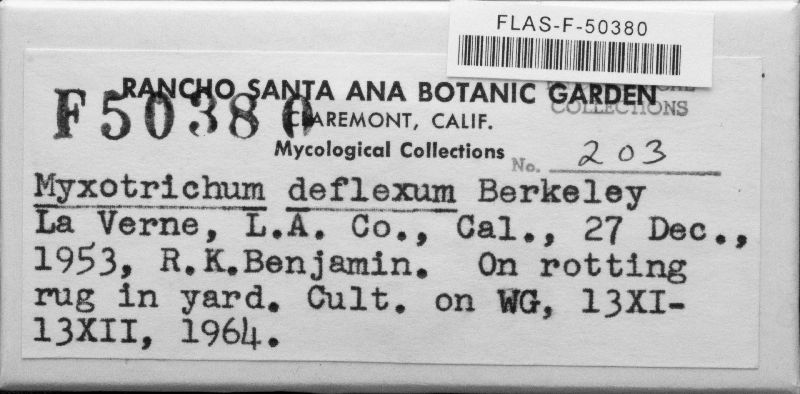 FLAS-F-50380
RANCHO SANTA ANA BOTANIC GARDEN
F50380
CLAREMONT, CALIF.
COLLECTIONS
Mycological Collections No. 203
Myxotrichum deflexum Berkeley
La Verne, L.A. Co., Cal., 27 Dec.,
1953, R.K.Benjamin. On rotting
rug in yard. Cult. on WG, 13XI-
13XII, 1964.